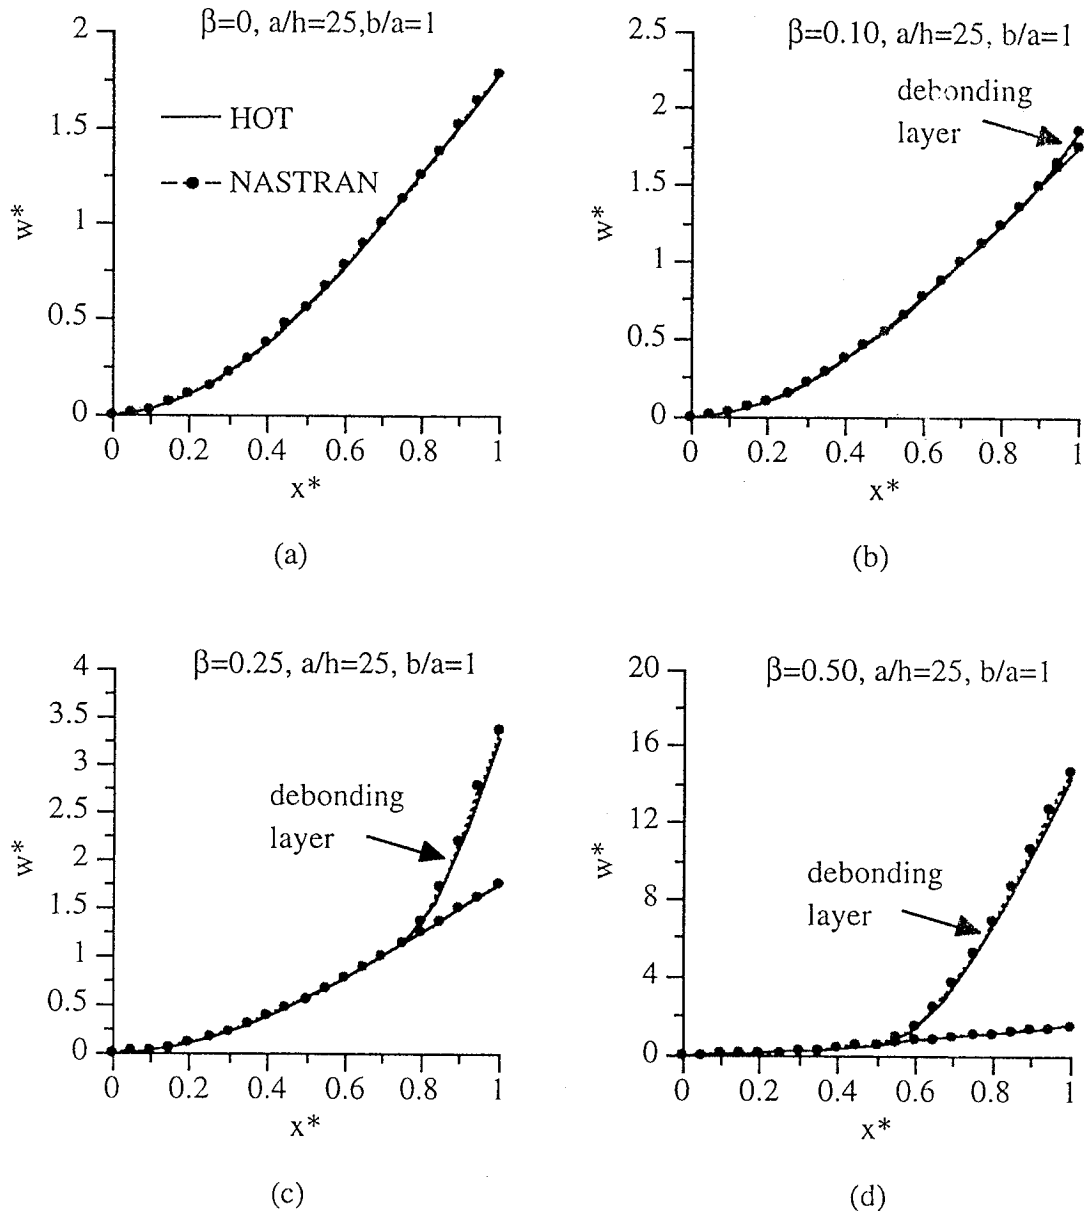 β=0, a/h=25,b/a=1
2
1.5
1
0.5
0
w*
HOT
NASTRAN
0 0.2 0.4 0.6 0.8 1
x*
(a)
β=0.10, a/h=25, b/a=1
2.5
2
1.5
1
0.5
0
w*
debonding
layer
0 0.2 0.4 0.6 0.8 1
x*
(b)
β=0.25, a/h=25, b/a=1
4
3.5
3
2.5
2
1.5
1
0.5
0
w*
debonding
layer
0 0.2 0.4 0.6 0.8 1
x*
(c)
β=0.50, a/h=25, b/a=1
20
16
12
8
4
0
w*
debonding
layer
0 0.2 0.4 0.6 0.8 1
x*
(d)